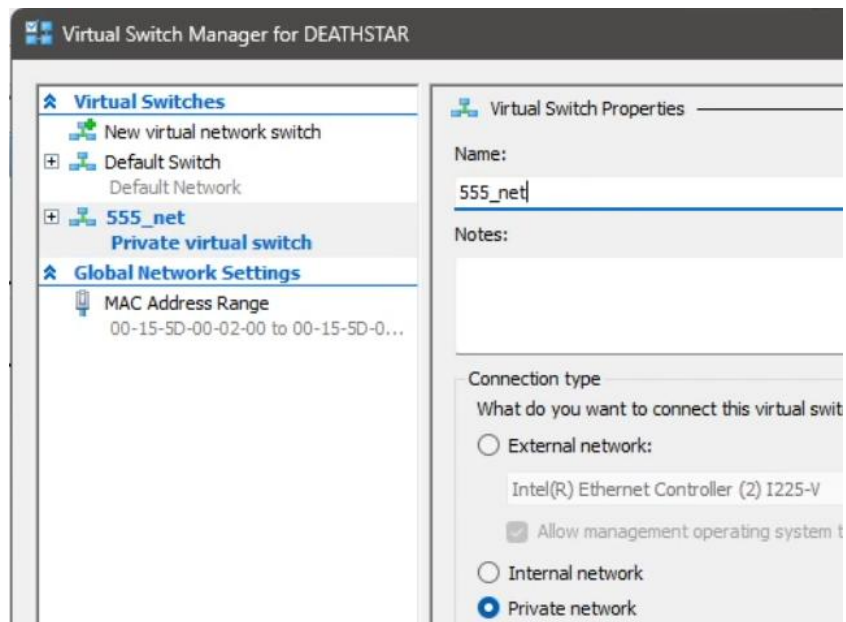 Virtual Switch Manager for DEATHSTAR
Virtual Switches
New virtual network switch
Default Switch
Default Network
555_net
Private virtual switch
Global Network Settings
MAC Address Range
00-15-5D-00-02-00 to 00-15-5D-0...
Virtual Switch Properties
Name:
555_net
Notes:
Connection type
What do you want to connect this virtual swit
External network:
Intel(R) Ethernet Controller (2) I225-V
Allow management operating system t
Internal network
Private network